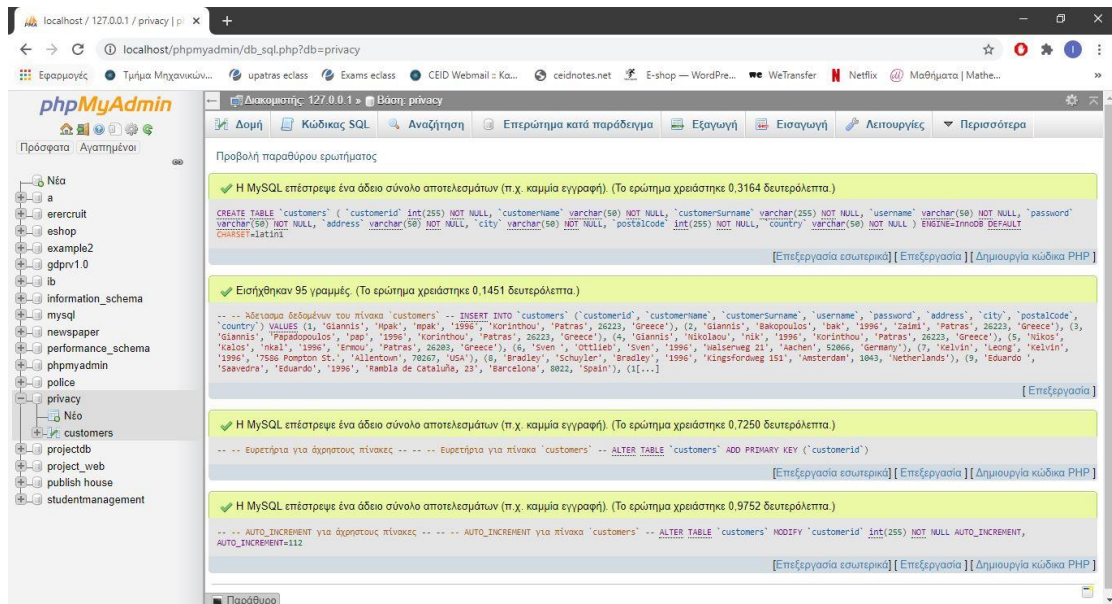 localhost / 127.0.0.1 / privacy | p
localhost/phpmyadmin/db_sql.php?db=privacy
Εφαρμογές
Τμήμα Μηχανικών...
upatras eclass
Exams eclass
CEID Webmail :: Κα...
ceidnotes.net
E-shop — WordPre...
WeTransfer
Netflix
Μαθήματα | Mathe...
phpMyAdmin
Πρόσφατα Αγαπημένοι
Νέα
a
erercruit
eshop
example2
gdprv1.0
ib
information_schema
mysql
newspaper
performance_schema
phpmyadmin
police
privacy
Νέο
customers
projectdb
project_web
publish house
studentmanagement
Διακομιστής: 127.0.0.1 » Βάση: privacy
Δομή Κώδικας SQL Αναζήτηση Επερώτημα κατά παράδειγμα Εξαγωγή Εισαγωγή Λειτουργίες Περισσότερα
Προβολή παραθύρου ερωτήματος
Η MySQL επέστρεψε ένα άδειο σύνολο αποτελεσμάτων (π.χ. καμμία εγγραφή). (Το ερώτημα χρειάστηκε 0,3164 δευτερόλεπτα.)
CREATE TABLE `customers` ( `customerid` int(255) NOT NULL, `customerName` varchar(50) NOT NULL, `customerSurname` varchar(255) NOT NULL, `username` varchar(50) NOT NULL, `password`
varchar(50) NOT NULL, `address` varchar(50) NOT NULL, `city` varchar(50) NOT NULL, `postalCode` int(255) NOT NULL, `country` varchar(50) NOT NULL ) ENGINE=InnoDB DEFAULT
CHARSET=latin1
[Επεξεργασία εσωτερικά] [ Επεξεργασία ] [ Δημιουργία κώδικα PHP ]
Εισήχθηκαν 95 γραμμές. (Το ερώτημα χρειάστηκε 0,1451 δευτερόλεπτα.)
-- -- Άδειασμα δεδομένων του πίνακα `customers` -- INSERT INTO `customers` (`customerid`, `customerName`, `customerSurname`, `username`, `password`, `address`, `city`, `postalCode`,
`country`) VALUES (1, 'Giannis', 'Mpak', 'mpak', '1996', 'Korinthou', 'Patras', 26223, 'Greece'), (2, 'Giannis', 'Bakopoulos', 'bak', '1996', 'Zaimi', 'Patras', 26223, 'Greece'), (3,
'Giannis', 'Papadopoulos', 'pap', '1996', 'Korinthou', 'Patras', 26223, 'Greece'), (4, 'Giannis', 'Nikolaou', 'nik', '1996', 'Korinthou', 'Patras', 26223, 'Greece'), (5, 'Nikos',
'Kalos', 'nkal', '1996', 'Ermou', 'Patras', 26203, 'Greece'), (6, 'Sven ', 'Ottlieb', 'Sven', '1996', 'Walserweg 21', 'Aachen', 52066, 'Germany'), (7, 'Kelvin', 'Leong', 'Kelvin',
'1996', '7586 Pompton St.', 'Allentown', 70267, 'USA'), (8, 'Bradley', 'Schuyler', 'Bradley', '1996', 'Kingsfordweg 151', 'Amsterdam', 1043, 'Netherlands'), (9, 'Eduardo ',
'Saavedra', 'Eduardo', '1996', 'Rambla de Cataluña, 23', 'Barcelona', 8022, 'Spain'), (1[...]
[ Επεξεργασία ]
Η MySQL επέστρεψε ένα άδειο σύνολο αποτελεσμάτων (π.χ. καμμία εγγραφή). (Το ερώτημα χρειάστηκε 0,7250 δευτερόλεπτα.)
-- -- Ευρετήρια για άχρηστους πίνακες -- -- -- Ευρετήρια για πίνακα `customers` -- ALTER TABLE `customers` ADD PRIMARY KEY (`customerid`)
[Επεξεργασία εσωτερικά] [ Επεξεργασία ] [ Δημιουργία κώδικα PHP ]
Η MySQL επέστρεψε ένα άδειο σύνολο αποτελεσμάτων (π.χ. καμμία εγγραφή). (Το ερώτημα χρειάστηκε 0,9752 δευτερόλεπτα.)
-- -- AUTO_INCREMENT για άχρηστους πίνακες -- -- -- AUTO_INCREMENT για πίνακα `customers` -- ALTER TABLE `customers` MODIFY `customerid` int(255) NOT NULL AUTO_INCREMENT,
AUTO_INCREMENT=112
[Επεξεργασία εσωτερικά] [ Επεξεργασία ] [ Δημιουργία κώδικα PHP ]
Παράθυρο